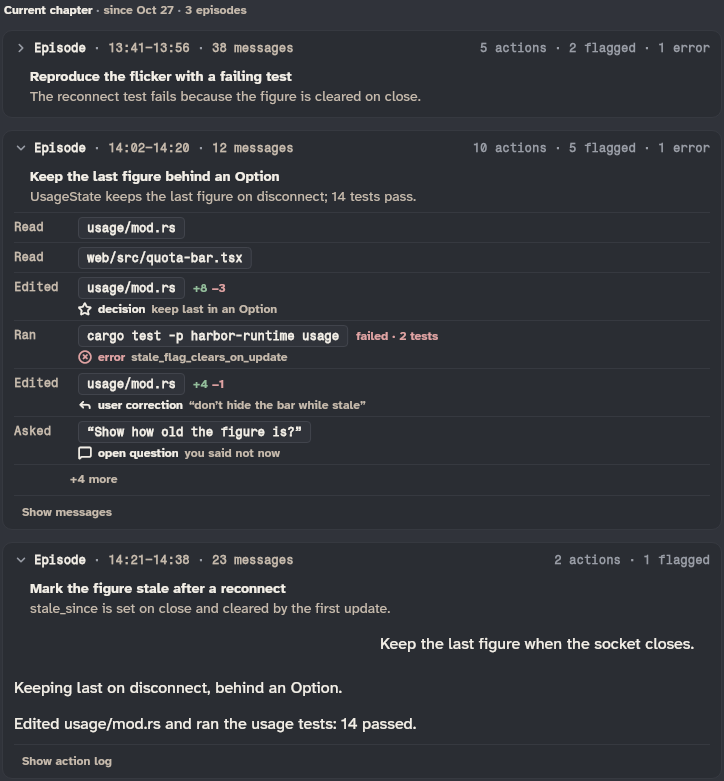 Current chapter · since Oct 27 · 3 episodes
Episode · 13:41–13:56 · 38 messages 5 actions · 2 flagged · 1 error
Reproduce the flicker with a failing test
The reconnect test fails because the figure is cleared on close.
Episode · 14:02–14:20 · 12 messages 10 actions · 5 flagged · 1 error
Keep the last figure behind an Option
UsageState keeps the last figure on disconnect; 14 tests pass.
Read usage/mod.rs
Read web/src/quota-bar.tsx
Edited usage/mod.rs +8 −3
decision keep last in an Option
Ran cargo test -p harbor-runtime usage failed · 2 tests
error stale_flag_clears_on_update
Edited usage/mod.rs +4 −1
user correction “don’t hide the bar while stale”
Asked “Show how old the figure is?”
open question you said not now
+4 more
Show messages
Episode · 14:21–14:38 · 23 messages 2 actions · 1 flagged
Mark the figure stale after a reconnect
stale_since is set on close and cleared by the first update.
Keep the last figure when the socket closes.
Keeping last on disconnect, behind an Option.
Edited usage/mod.rs and ran the usage tests: 14 passed.
Show action log